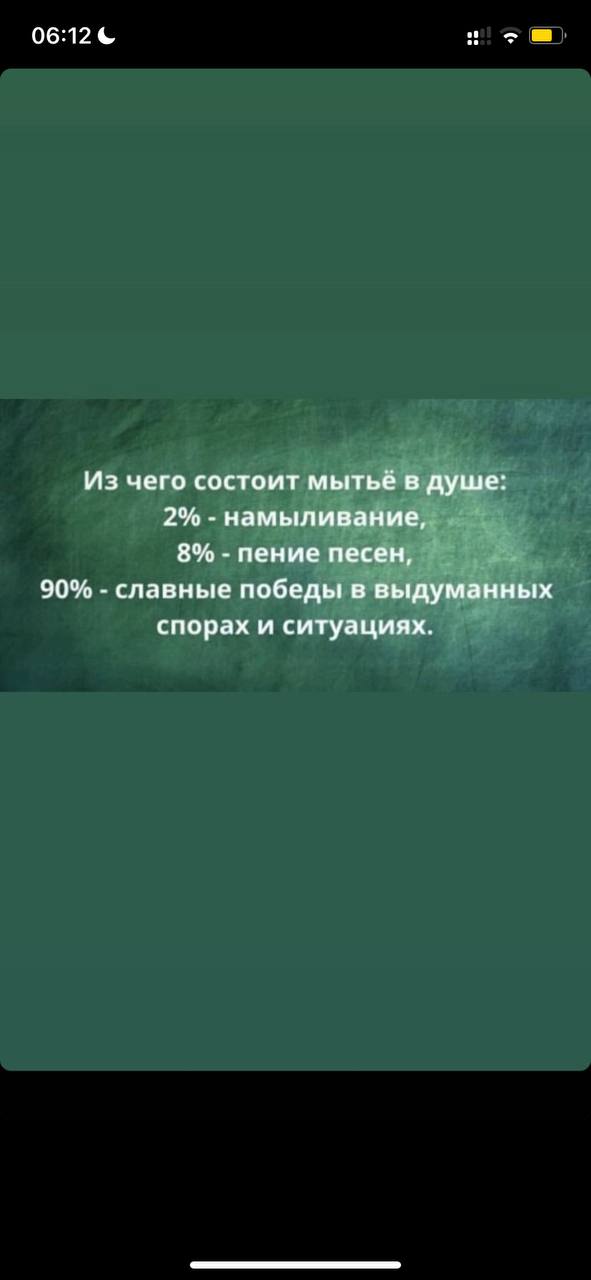 06:12
Из чего состоит мытьё в душе:
2% - намыливание,
8% - пение песен,
90% - славные победы в выдуманных
спорах и ситуациях.